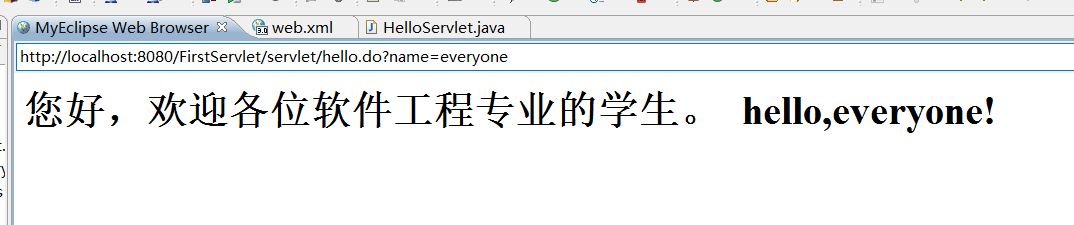 MyEclipse Web Browser web.xml HelloServlet.java
http://localhost:8080/FirstServlet/servlet/hello.do?name=everyone
您好，欢迎各位软件工程专业的学生。 hello,everyone!